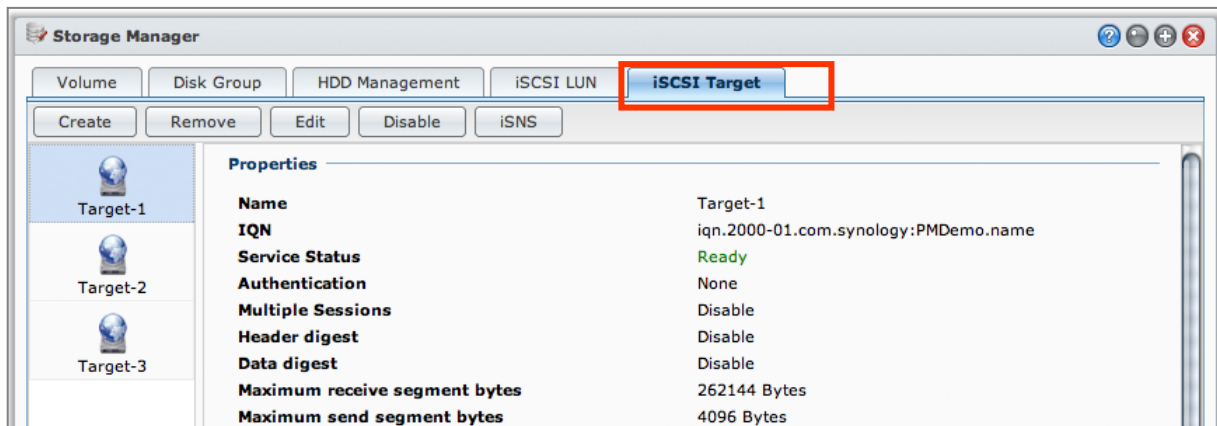 Storage Manager
Volume Disk Group HDD Management iSCSI LUN iSCSI Target
Create Remove Edit Disable iSNS
Target-1
Target-2
Target-3
Properties
Name Target-1
IQN iqn.2000-01.com.synology:PMDemo.name
Service Status Ready
Authentication None
Multiple Sessions Disable
Header digest Disable
Data digest Disable
Maximum receive segment bytes 262144 Bytes
Maximum send segment bytes 4096 Bytes